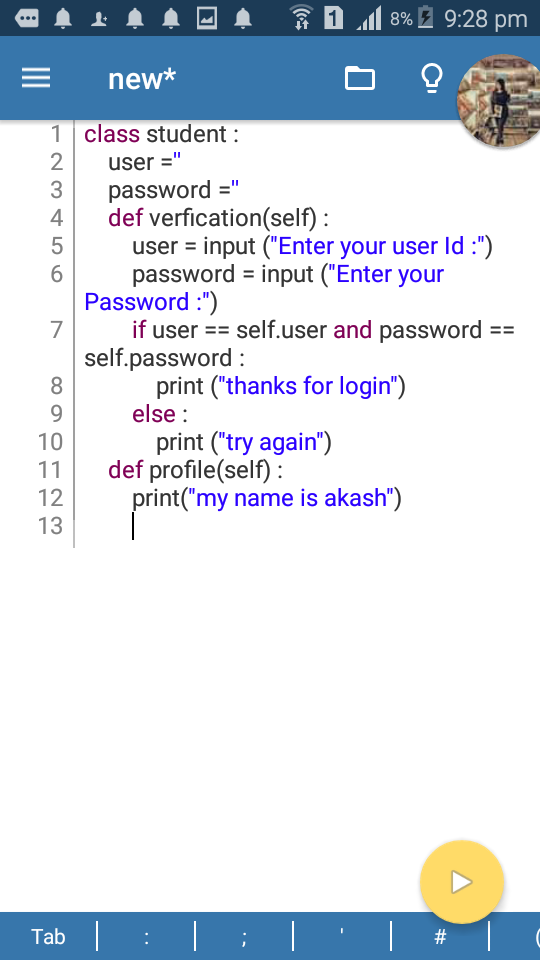 1 8% 9:28 pm
new*
1 class student :
2 user =''
3 password =''
4 def verfication(self) :
5 user = input ("Enter your user Id :")
6 password = input ("Enter your
Password :")
7 if user == self.user and password ==
self.password :
8 print ("thanks for login")
9 else :
10 print ("try again")
11 def profile(self) :
12 print("my name is akash")
13
Tab : ; ' # (